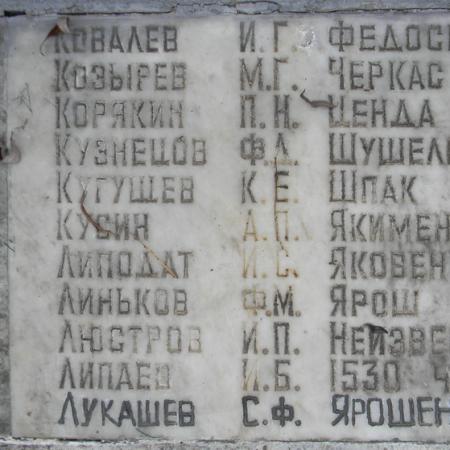 КОВАЛЕВ И.Г. ФЕДОС
КОЗЫРЕВ М.Г. ЧЕРКАС
КОРЯКИН П.Н. ЦЕНДА
КУЗНЕЦОВ Ф.Д. ШУШЕЛ
КУГУЩЕВ К.Е. ШПАК
КУСИН А.П. ЯКИМЕН
ЛИПОДАТ И.С. ЯКОВЕН
ЛИНЬКОВ Ф.М. ЯРОШ
ЛЮСТРОВ И.П. НЕИЗВЕ
ЛИПАЕВ И.Б. 1530 Ч
ЛУКАШЕВ С.Ф. ЯРОШЕН